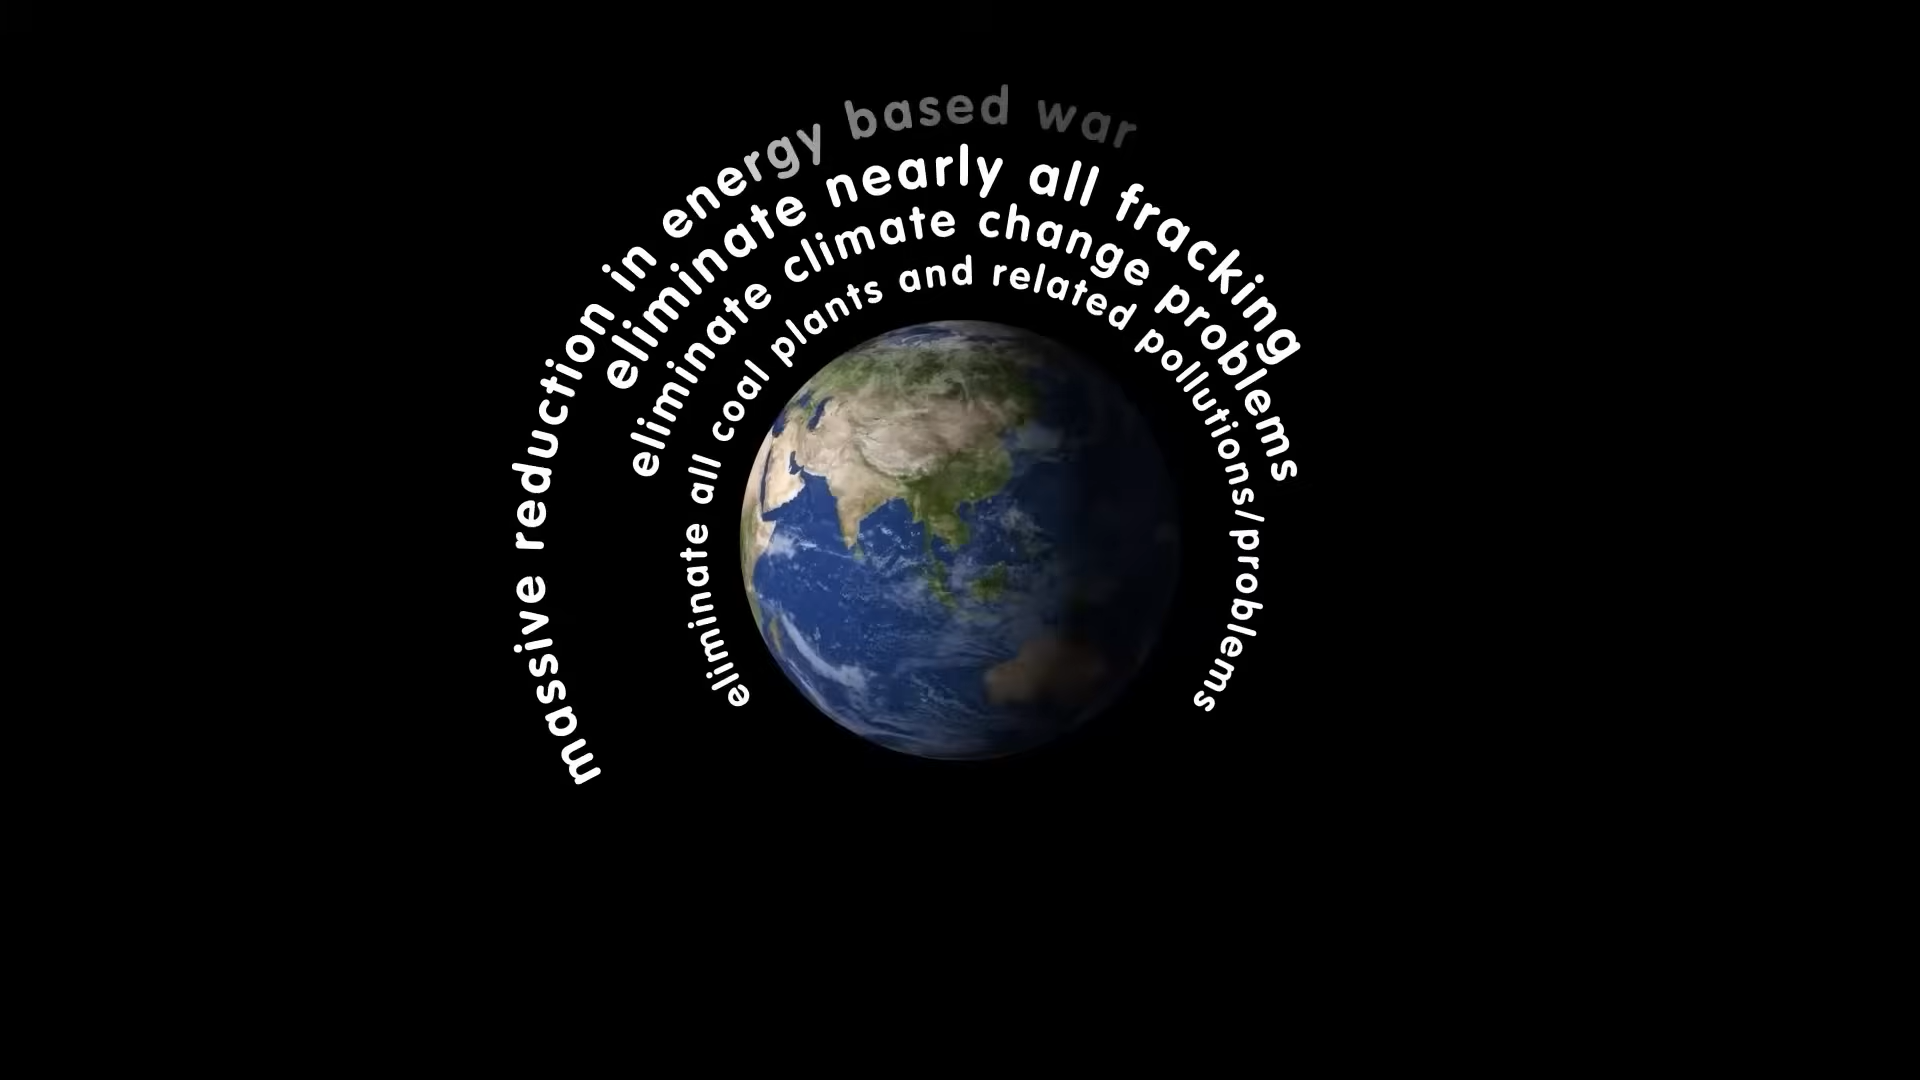 massive reduction in energy based war
eliminate nearly all fracking
eliminate climate change problems
eliminate all coal plants and related pollutions/problems